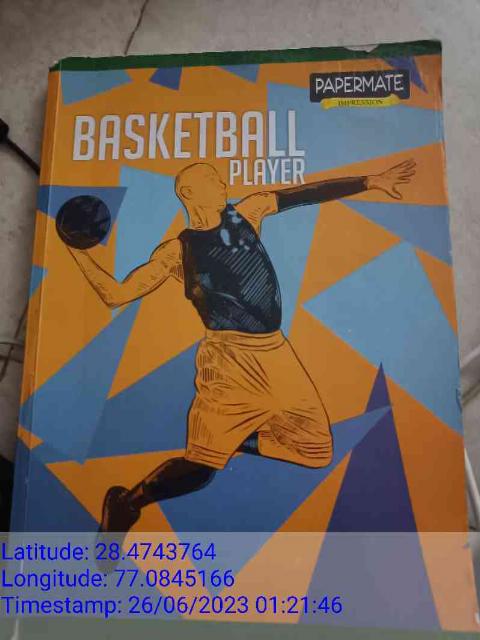 PAPERMATE
IMPRESSION
BASKETBALL
PLAYER
Latitude: 28.4743764
Longitude: 77.0845166
Timestamp: 26/06/2023 01:21:46